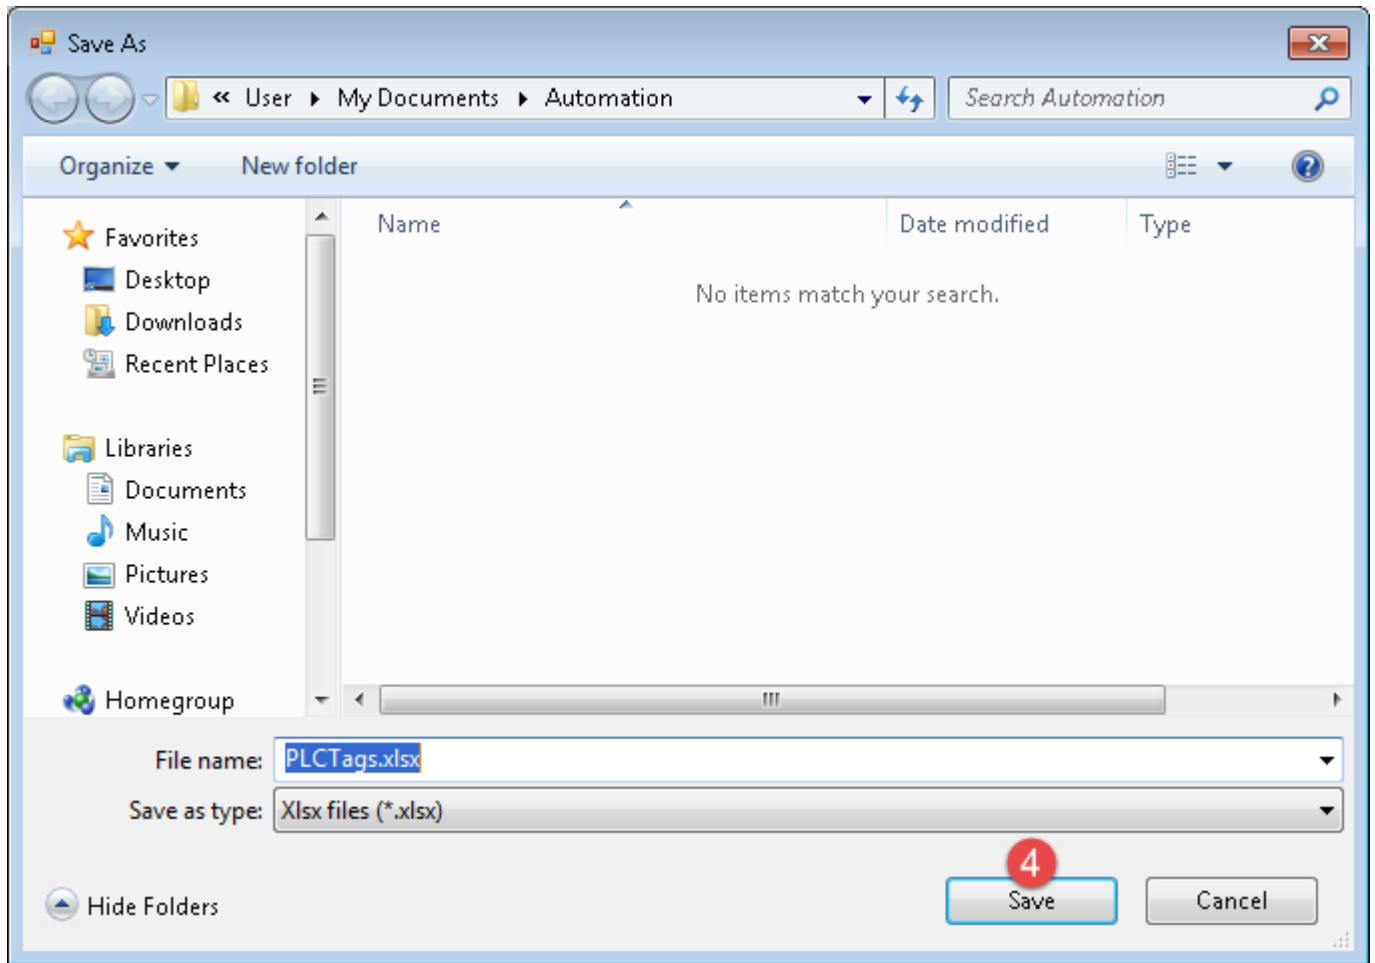 Save As
« User ▸ My Documents ▸ Automation
Search Automation
Organize ▾ New folder
Name Date modified Type
No items match your search.
Favorites
Desktop
Downloads
Recent Places
Libraries
Documents
Music
Pictures
Videos
Homegroup
File name: PLCTags.xlsx
Save as type: Xlsx files (*.xlsx)
4
Hide Folders Save Cancel